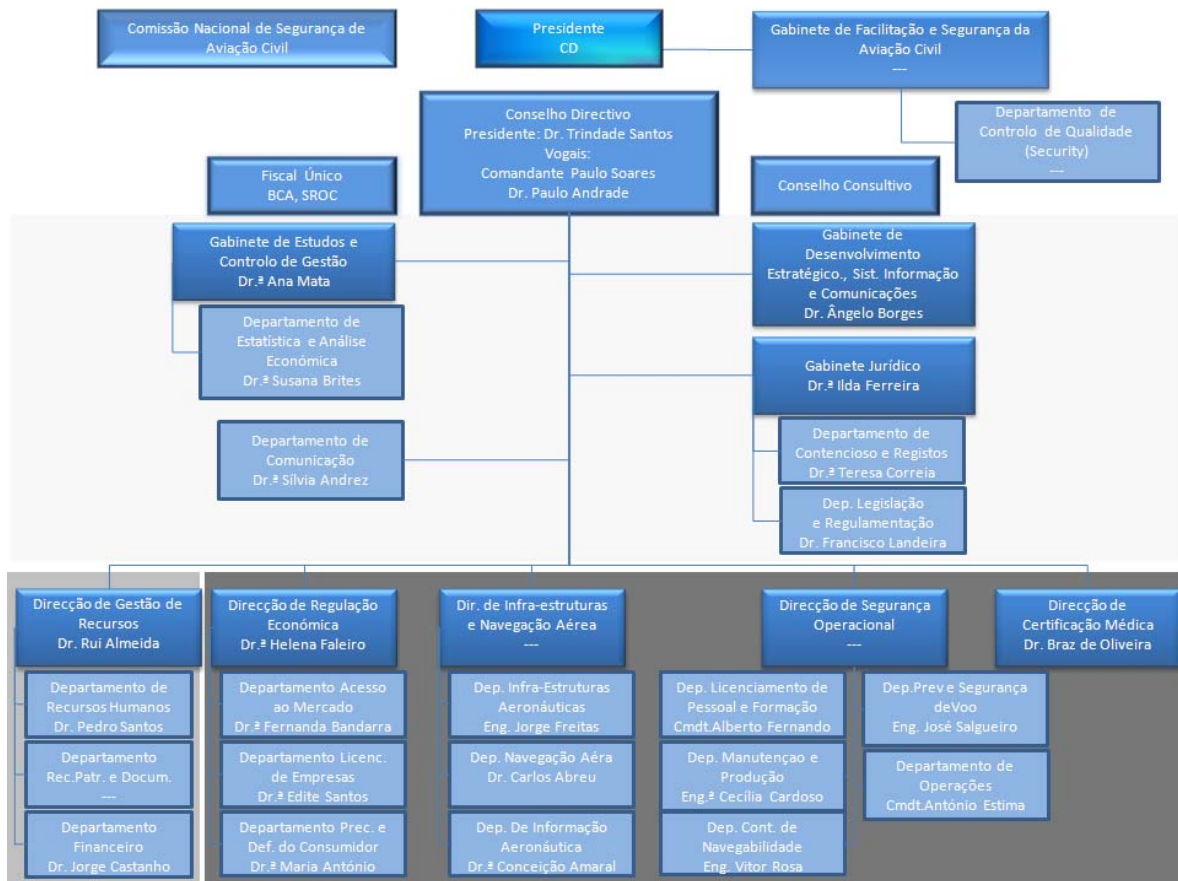 Comissão Nacional de Segurança de
Aviação Civil
Presidente
CD
Gabinete de Facilitação e Segurança da
Aviação Civil
---
Departamento de
Controlo de Qualidade
(Security)
---
Conselho Directivo
Presidente: Dr. Trindade Santos
Vogais:
Comandante Paulo Soares
Dr. Paulo Andrade
Fiscal Único
BCA, SROC
Conselho Consultivo
Gabinete de Estudos e
Controlo de Gestão
Dr.ª Ana Mata
Departamento de
Estatística e Análise
Económica
Dr.ª Susana Brites
Departamento de
Comunicação
Dr.ª Sílvia Andrez
Gabinete de
Desenvolvimento
Estratégico., Sist. Informação
e Comunicações
Dr. Ângelo Borges
Gabinete Jurídico
Dr.ª Ilda Ferreira
Departamento de
Contencioso e Registos
Dr.ª Teresa Correia
Dep. Legislação
e Regulamentação
Dr. Francisco Landeira
Direcção de Gestão de
Recursos
Dr. Rui Almeida
Departamento de
Recursos Humanos
Dr. Pedro Santos
Departamento
Rec.Patr. e Docum.
---
Departamento
Financeiro
Dr. Jorge Castanho
Direcção de Regulação
Económica
Dr.ª Helena Faleiro
Departamento Acesso
ao Mercado
Dr.ª Fernanda Bandarra
Departamento Licenc.
de Empresas
Dr.ª Edite Santos
Departamento Prec. e
Def. do Consumidor
Dr.ª Maria António
Dir. de Infra-estruturas
e Navegação Aérea
---
Dep. Infra-Estruturas
Aeronáuticas
Eng. Jorge Freitas
Dep. Navegação Aéra
Dr. Carlos Abreu
Dep. De Informação
Aeronáutica
Dr.ª Conceição Amaral
Direcção de Segurança
Operacional
---
Dep. Licenciamento de
Pessoal e Formação
Cmdt.Alberto Fernando
Dep. Manutençao e
Produção
Eng.ª Cecília Cardoso
Dep. Cont. de
Navegabilidade
Eng. Vitor Rosa
Dep.Prev e Segurança
deVoo
Eng. José Salgueiro
Departamento de
Operações
Cmdt.António Estima
Direcção de
Certificação Médica
Dr. Braz de Oliveira